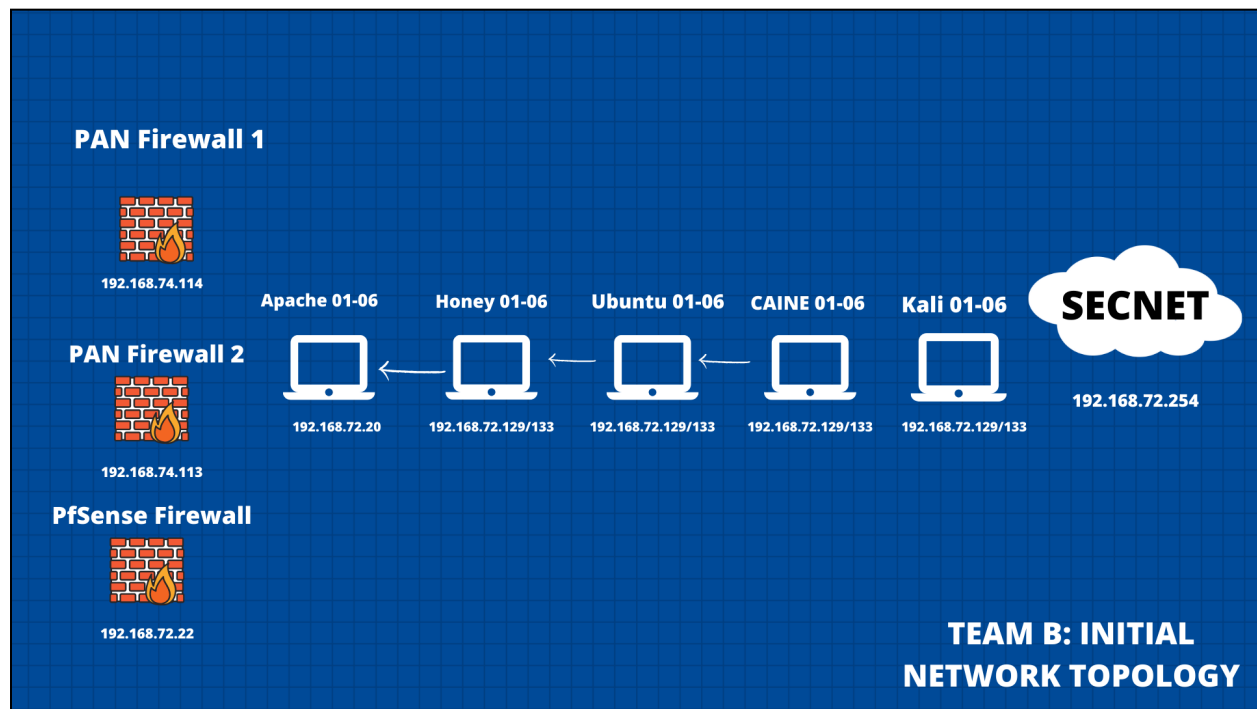 PAN Firewall 1
192.168.74.114
PAN Firewall 2
192.168.74.113
PfSense Firewall
192.168.72.22
Apache 01-06
192.168.72.20
Honey 01-06
192.168.72.129/133
Ubuntu 01-06
192.168.72.129/133
CAINE 01-06
192.168.72.129/133
Kali 01-06
192.168.72.129/133
SECNET
192.168.72.254
TEAM B: INITIAL
NETWORK TOPOLOGY